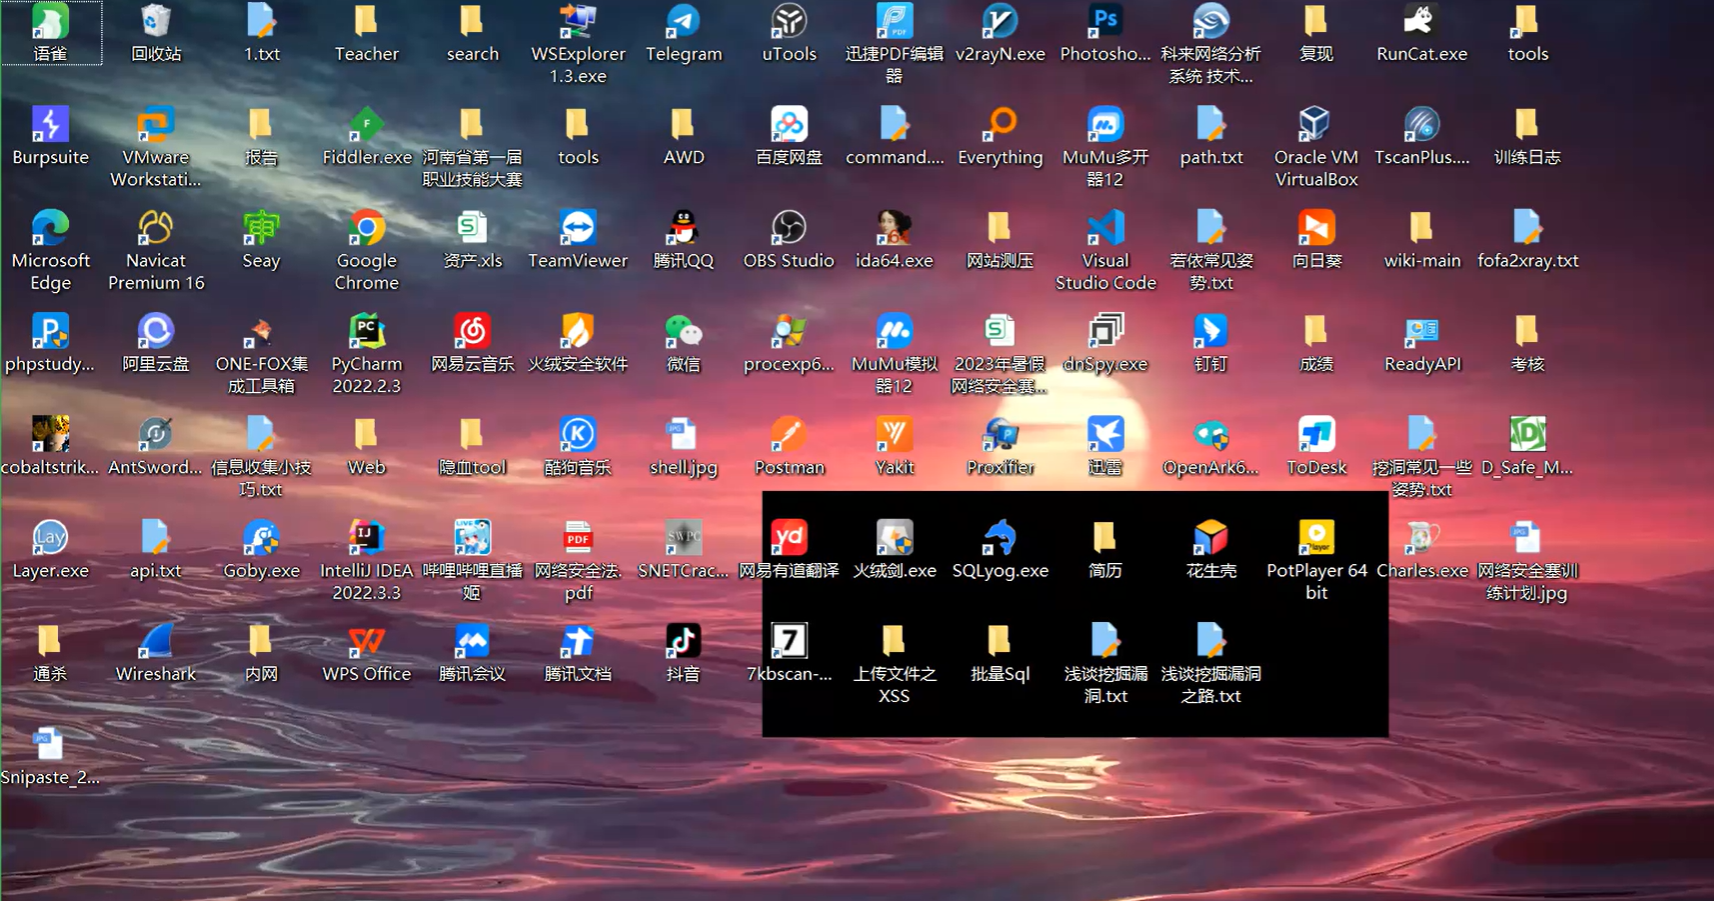 语雀
回收站
1.txt
Teacher
search
WSExplorer
1.3.exe
Telegram
uTools
迅捷PDF编辑
器
v2rayN.exe
Photosho...
科来网络分析
系统 技术...
复现
RunCat.exe
tools
Burpsuite
VMware
Workstati...
报告
Fiddler.exe
河南省第一届
职业技能大赛
tools
AWD
百度网盘
command....
Everything
MuMu多开
器12
path.txt
Oracle VM
VirtualBox
TscanPlus....
训练日志
Microsoft
Edge
Navicat
Premium 16
Seay
Google
Chrome
资产.xls
TeamViewer
腾讯QQ
OBS Studio
ida64.exe
网站测压
Visual
Studio Code
若依常见姿
势.txt
向日葵
wiki-main
fofa2xray.txt
phpstudy...
阿里云盘
ONE-FOX集
成工具箱
PyCharm
2022.2.3
网易云音乐
火绒安全软件
微信
procexp6...
MuMu模拟
器12
2023年暑假
网络安全赛...
dnSpy.exe
钉钉
成绩
ReadyAPI
考核
cobaltstrik...
AntSword...
信息收集小技
巧.txt
Web
隐血tool
酷狗音乐
shell.jpg
Postman
Yakit
Proxifier
迅雷
OpenArk6...
ToDesk
挖洞常见一些
姿势.txt
D_Safe_M...
Layer.exe
api.txt
Goby.exe
IntelliJ IDEA
2022.3.3
哔哩哔哩直播
姬
网络安全法.
pdf
SNETCrac...
网易有道翻译
火绒剑.exe
SQLyog.exe
简历
花生壳
PotPlayer 64
bit
Charles.exe
网络安全塞训
练计划.jpg
通杀
Wireshark
内网
WPS Office
腾讯会议
腾讯文档
抖音
7kbscan-...
上传文件之
XSS
批量Sql
浅谈挖掘漏
洞.txt
浅谈挖掘漏洞
之路.txt
Snipaste_2...